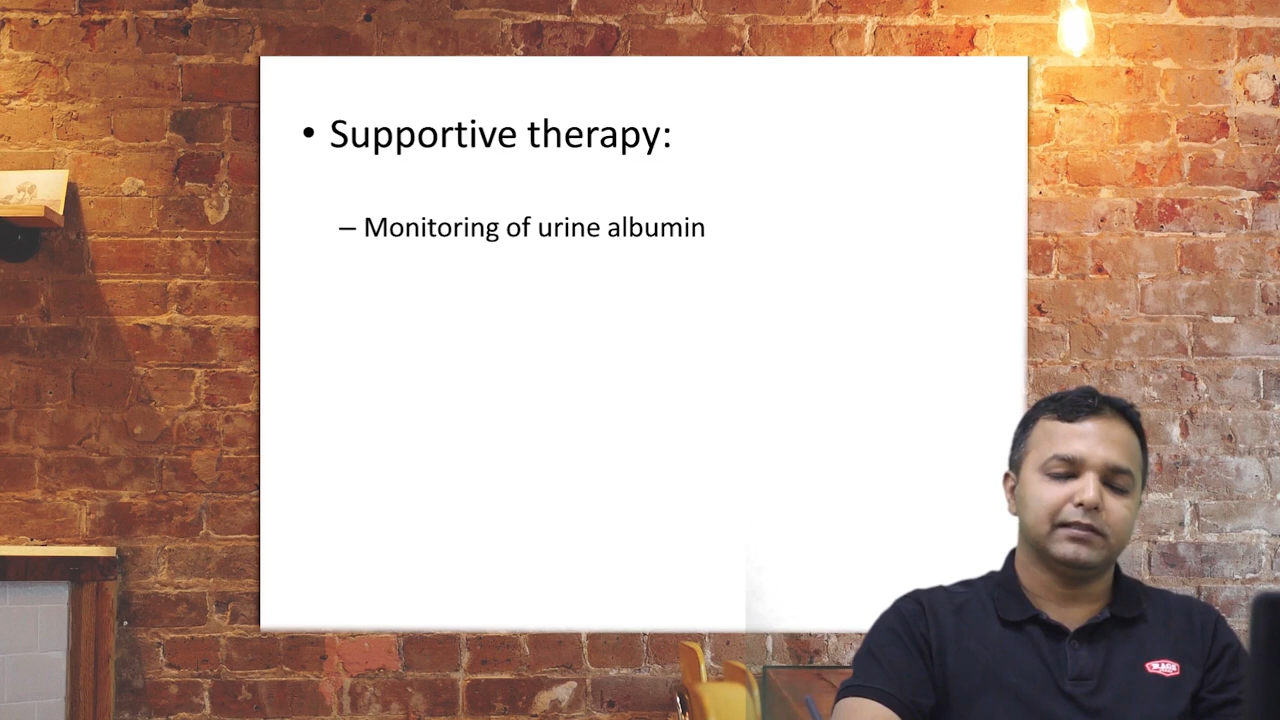 • Supportive therapy:
– Monitoring of urine albumin